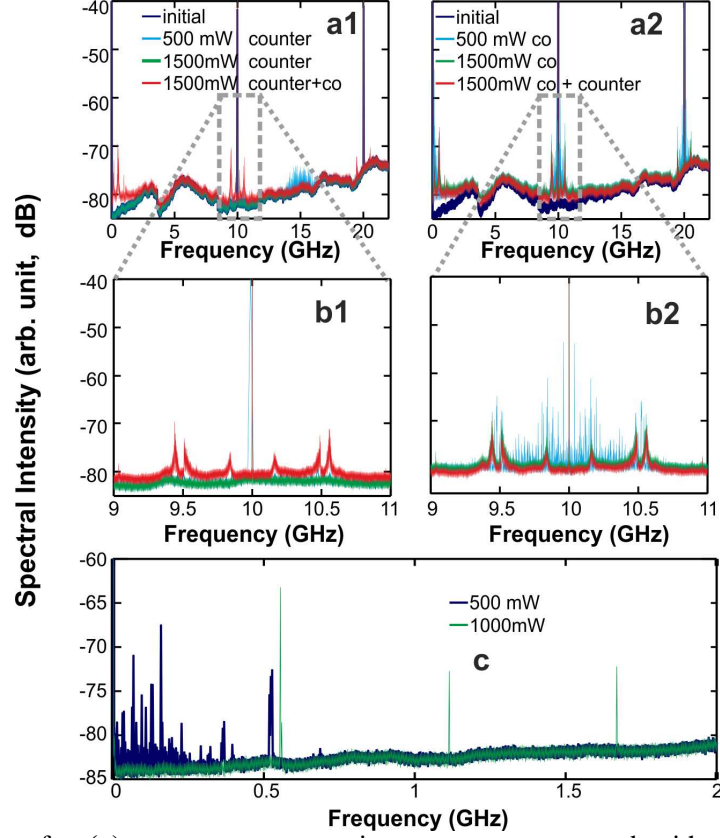 -40
-60
-70
-80
0 5 10 15 20
Frequency (GHz)
initial
500 mW counter
1500mW counter
1500mW counter+co
a1
-40
-60
-70
-80
0 5 10 15 20
Frequency (GHz)
initial
500 mW co
1500mW co
1500mW co + counter
a2
Spectral Intensity (arb. unit, dB)
-40
-50
-60
-70
-80
9 9.5 10 10.5 11
Frequency (GHz)
b1
9 9.5 10 10.5 11
Frequency (GHz)
b2
-60
-65
-70
-75
-80
-85
0 0.5 1 1.5 2
Frequency (GHz)
500 mW
1000mW
c